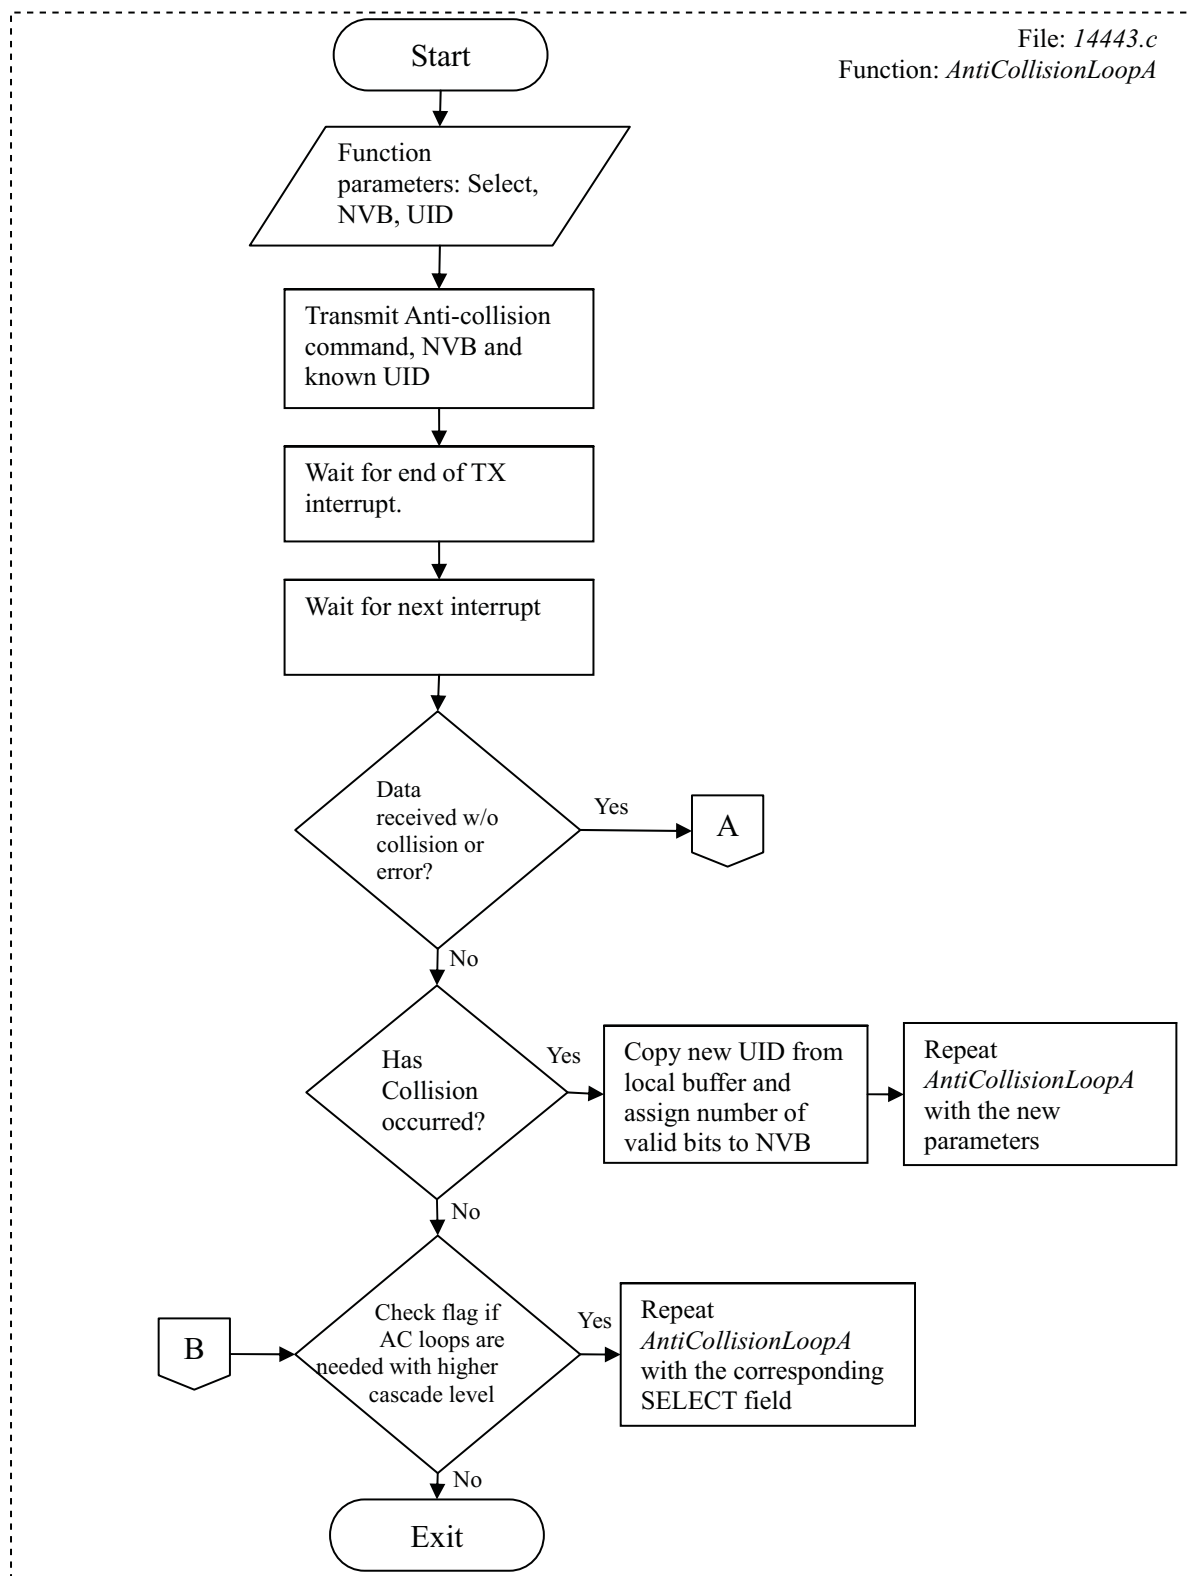 File: 14443.c
Function: AntiCollisionLoopA
Start
Function
parameters: Select,
NVB, UID
Transmit Anti-collision
command, NVB and
known UID
Wait for end of TX
interrupt.
Wait for next interrupt
Data
received w/o
collision or
error?
Yes
A
No
Has
Collision
occurred?
Yes
Copy new UID from
local buffer and
assign number of
valid bits to NVB
Repeat
AntiCollisionLoopA
with the new
parameters
No
B
Check flag if
AC loops are
needed with higher
cascade level
Yes
Repeat
AntiCollisionLoopA
with the corresponding
SELECT field
No
Exit